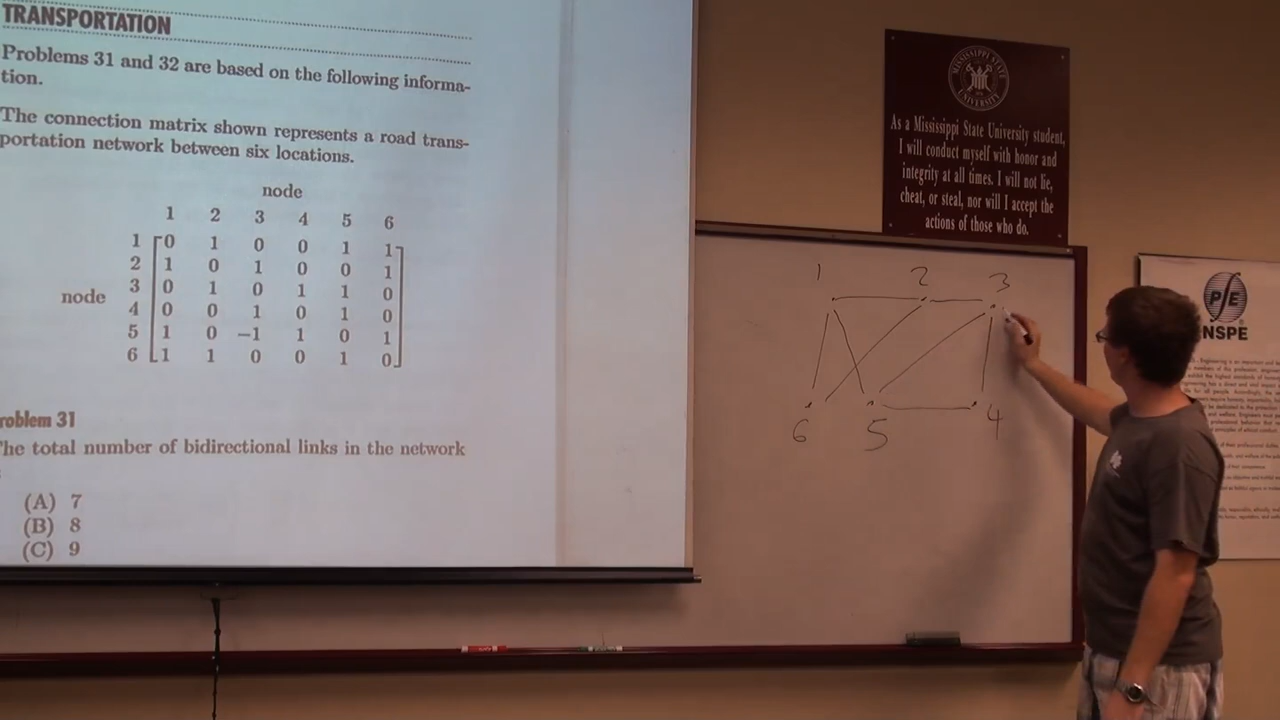 TRANSPORTATION
Problems 31 and 32 are based on the following informa-
tion.
The connection matrix shown represents a road trans-
portation network between six locations.
node
1 2 3 4 5 6
1 0 1 0 0 1 1
2 1 0 1 0 0 1
3 0 1 0 1 1 0
node
4 0 0 1 0 1 0
5 1 0 –1 1 0 1
6 1 1 0 0 1 0
roblem 31
he total number of bidirectional links in the network
(A) 7
(B) 8
(C) 9
MISSISSIPPI STATE
UNIVERSITY
As a Mississippi State University student,
I will conduct myself with honor and
integrity at all times. I will not lie,
cheat, or steal, nor will I accept the
actions of those who do.
1 2 3
6 5 4
PE
NSPE